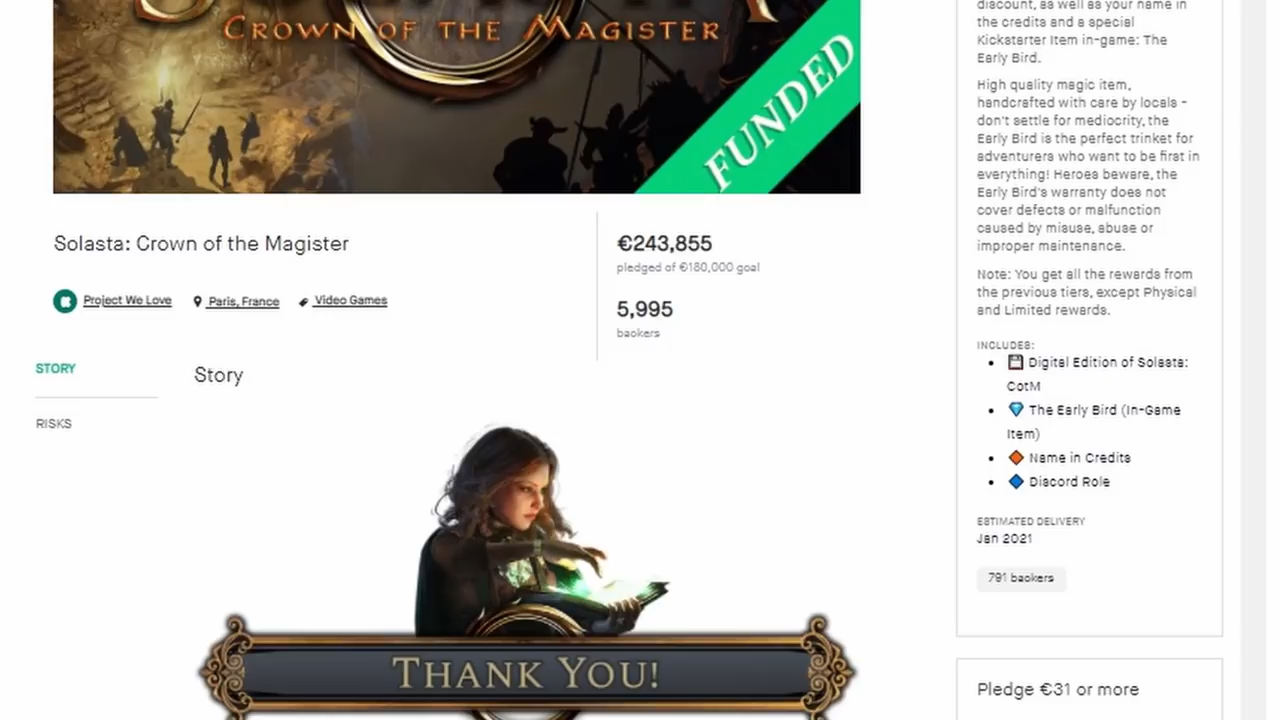 CROWN OF THE MAGISTER
FUNDED
Solasta: Crown of the Magister
Project We Love
Paris, France
Video Games
€243,855
pledged of €180,000 goal
5,995
backers
STORY
RISKS
Story
THANK YOU!
discount, as well as your name in
the credits and a special
Kickstarter Item in-game: The
Early Bird.
High quality magic item,
handcrafted with care by locals -
don't settle for mediocrity, the
Early Bird is the perfect trinket for
adventurers who want to be first in
everything! Heroes beware, the
Early Bird's warranty does not
cover defects or malfunction
caused by misuse, abuse or
improper maintenance.
Note: You get all the rewards from
the previous tiers, except Physical
and Limited rewards.
INCLUDES:
Digital Edition of Solasta:
CotM
The Early Bird (In-Game
Item)
Name in Credits
Discord Role
ESTIMATED DELIVERY
Jan 2021
791 backers
Pledge €31 or more